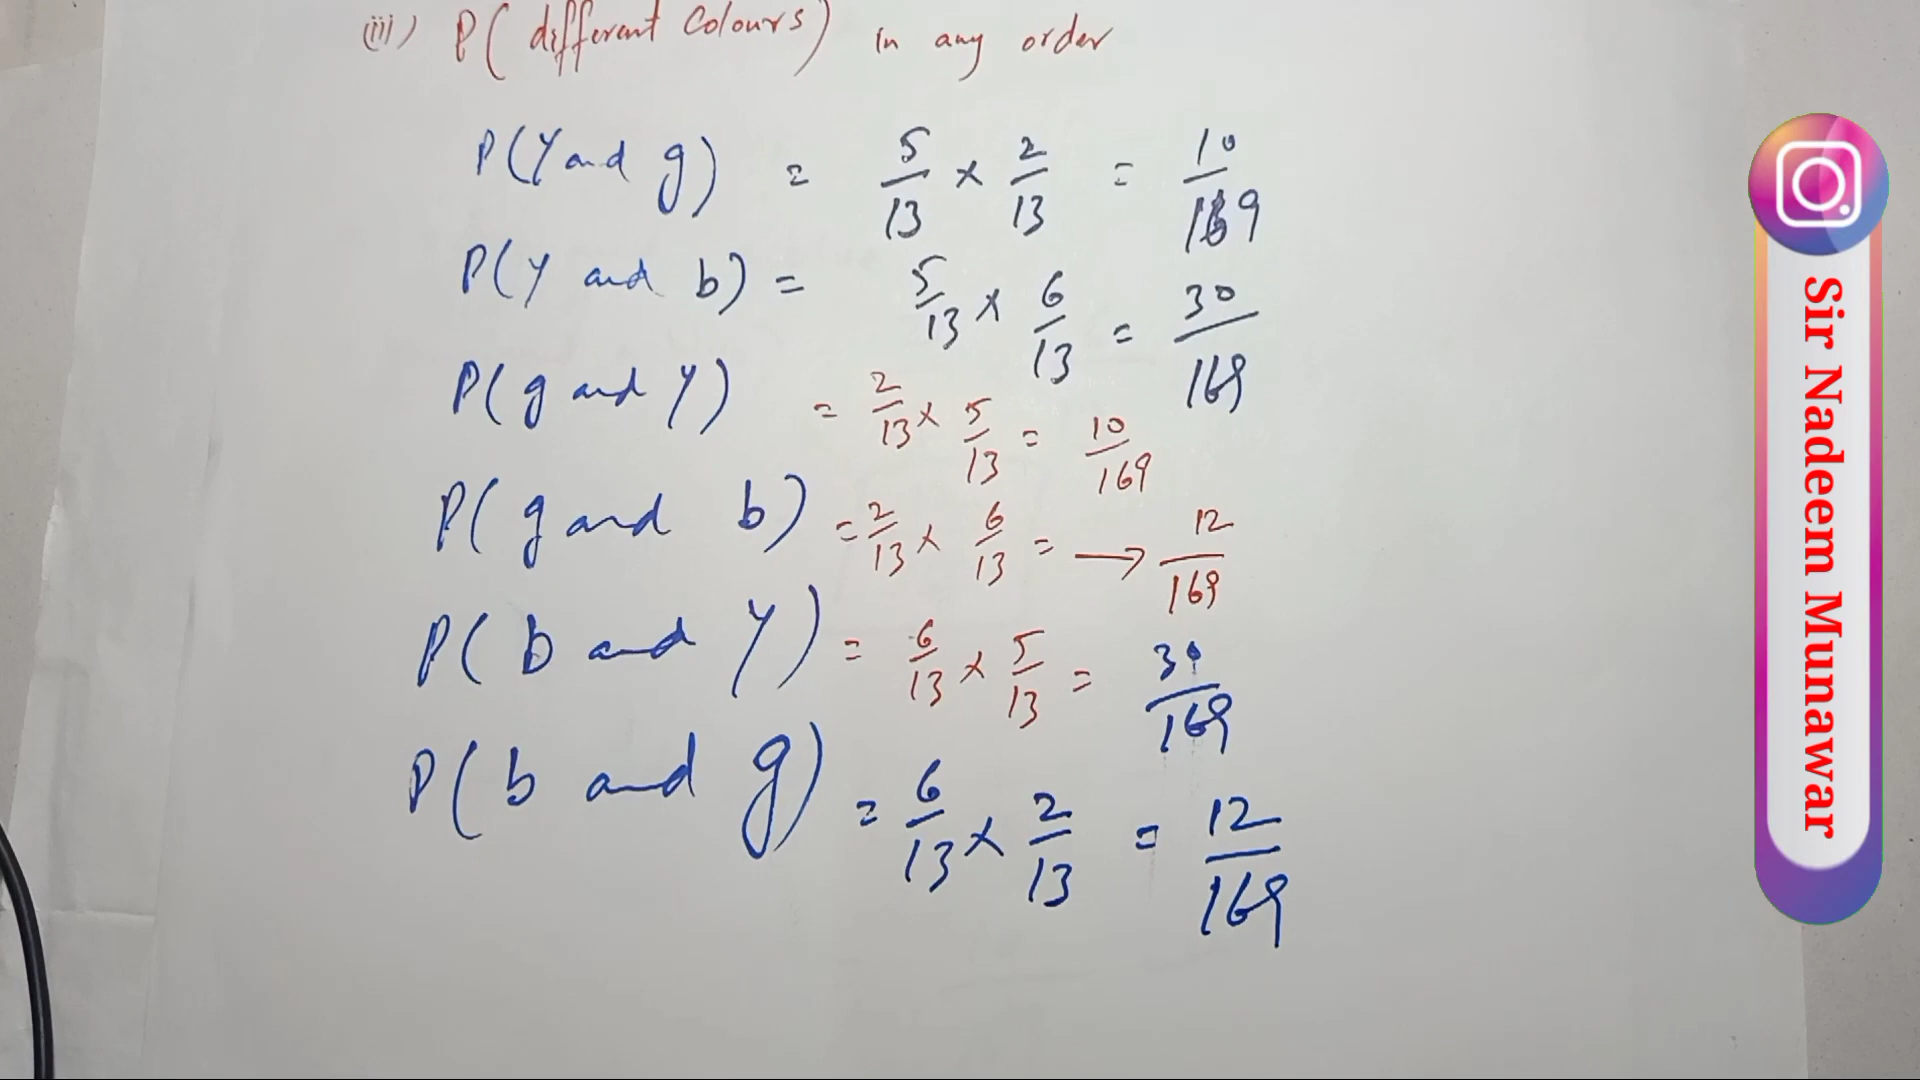 (iii) P( different Colours) in any order
P(Y and g) = 5/13 × 2/13 = 10/169
P(Y and b) = 5/13 × 6/13 = 30/169
P( g and Y) = 2/13 × 5/13 = 10/169
P( g and b) = 2/13 × 6/13 = → 12/169
P( b and Y) = 6/13 × 5/13 = 30/169
P( b and g) = 6/13 × 2/13 = 12/169
Sir Nadeem Munawar